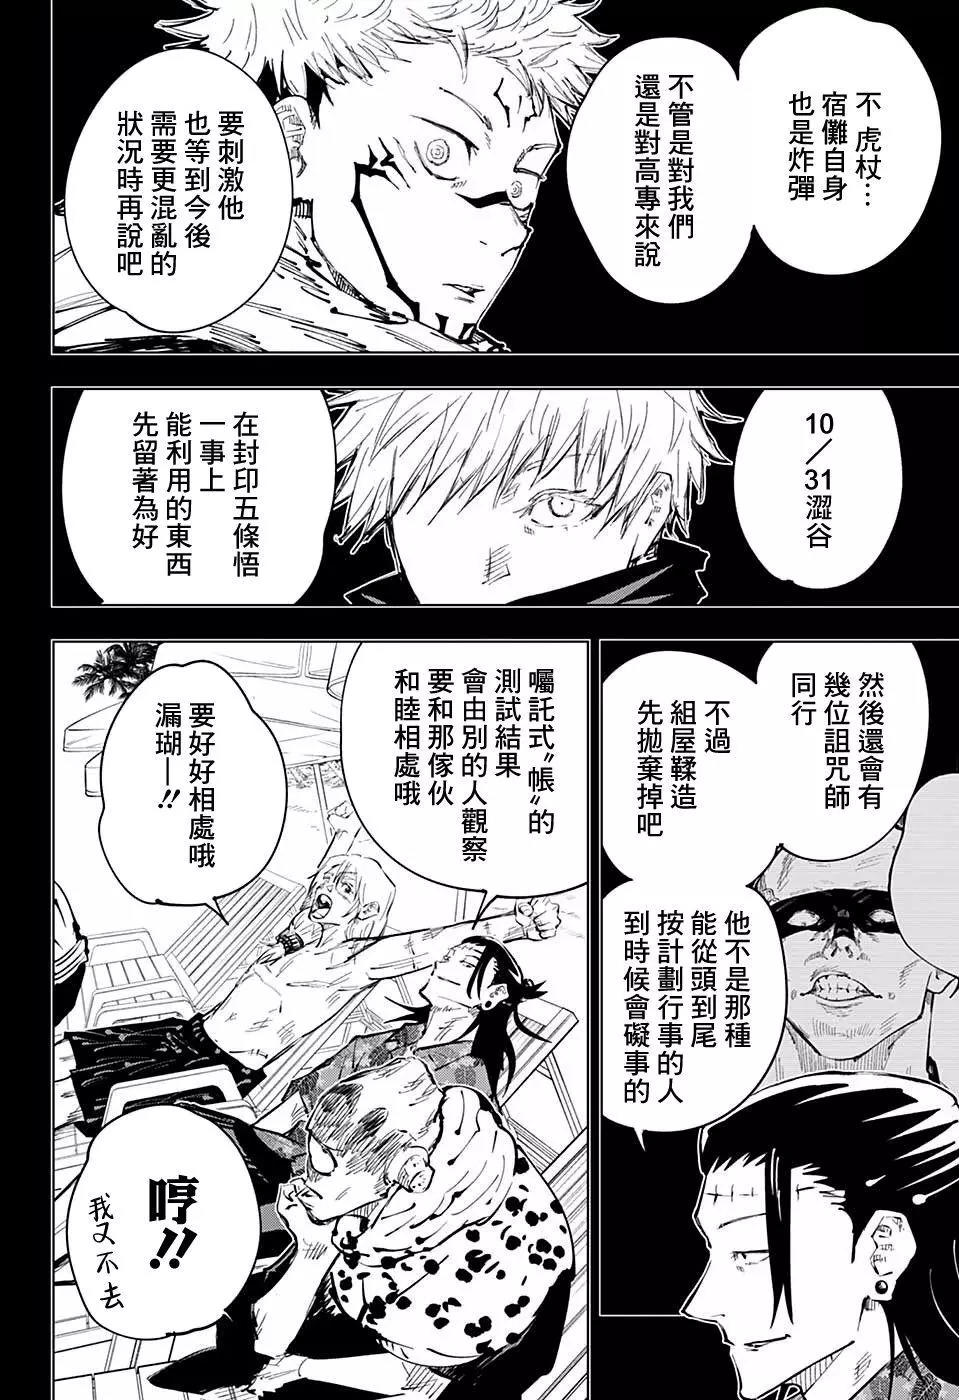 不 虎杖…
宿儺自身
也是炸彈
不管是對我們
還是對高專來說
要刺激他
也等到今後
需要更混亂的
狀況時再說吧
10／31澀谷
在封印五條悟
一事上
能利用的東西
先留著為好
然後還會有
幾位詛咒師
同行
不過
組屋鞣造
先拋棄掉吧
他不是那種
能從頭到尾
按計劃行事的人
到時候會礙事的
囑託式〝帳〞的
測試結果
會由別的人觀察
要和那傢伙
和睦相處哦
要好好相處哦
漏瑚—!!
哼!!
我又不去